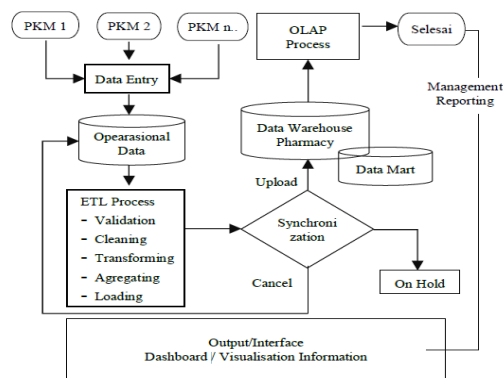 PKM 1
PKM 2
PKM n..
Data Entry
Opearasional
Data
ETL Process
- Validation
- Cleaning
- Transforming
- Agregating
- Loading
OLAP
Process
Selesai
Management
Reporting
Data Warehouse
Pharmacy
Data Mart
Upload
Synchroni
zation
Cancel
On Hold
Output/Interface
Dashboard / Visualisation Information